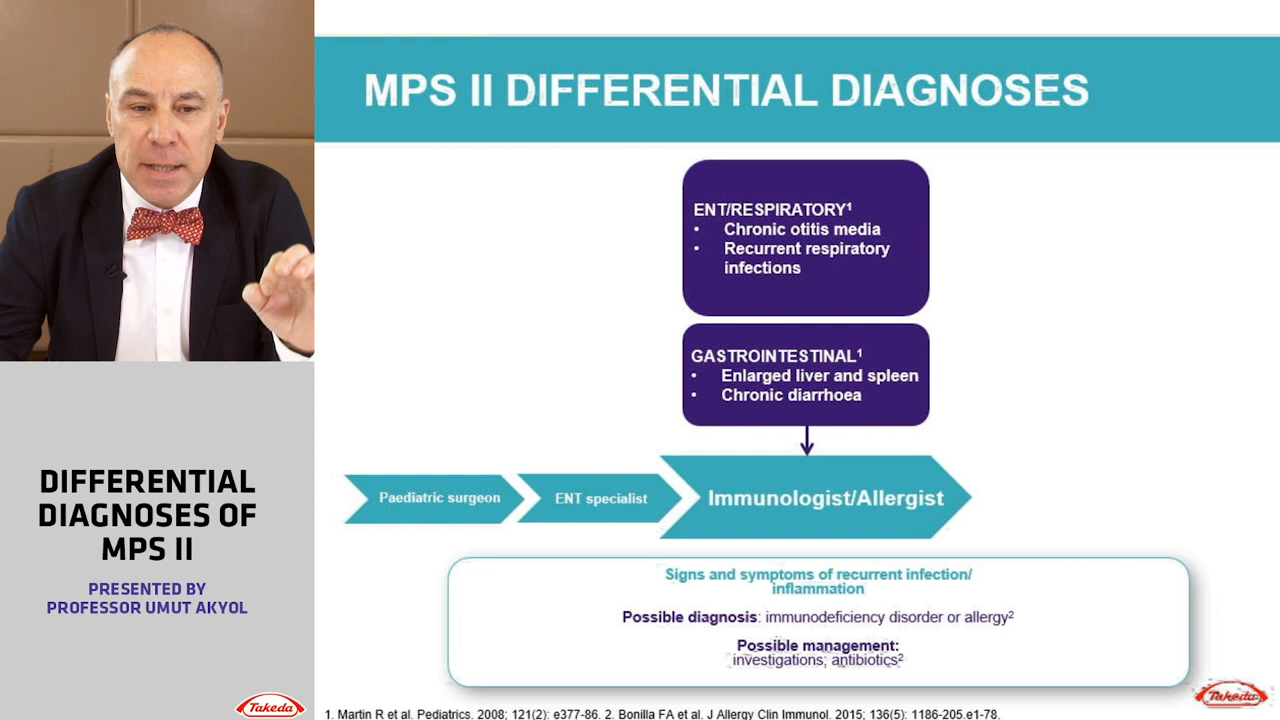 MPS II DIFFERENTIAL DIAGNOSES
ENT/RESPIRATORY¹
• Chronic otitis media
• Recurrent respiratory
infections
GASTROINTESTINAL¹
• Enlarged liver and spleen
• Chronic diarrhoea
Paediatric surgeon
ENT specialist
Immunologist/Allergist
Signs and symptoms of recurrent infection/
inflammation
Possible diagnosis: immunodeficiency disorder or allergy²
Possible management:
investigations; antibiotics²
1. Martin R et al. Pediatrics. 2008; 121(2): e377-86. 2. Bonilla FA et al. J Allergy Clin Immunol. 2015; 136(5): 1186-205.e1-78.
Takeda
DIFFERENTIAL
DIAGNOSES OF
MPS II
PRESENTED BY
PROFESSOR UMUT AKYOL
Takeda